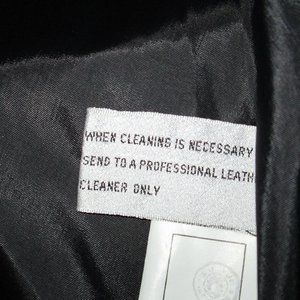 WHEN CLEANING IS NECESSARY
SEND TO A PROFESSIONAL LEATH
CLEANER ONLY